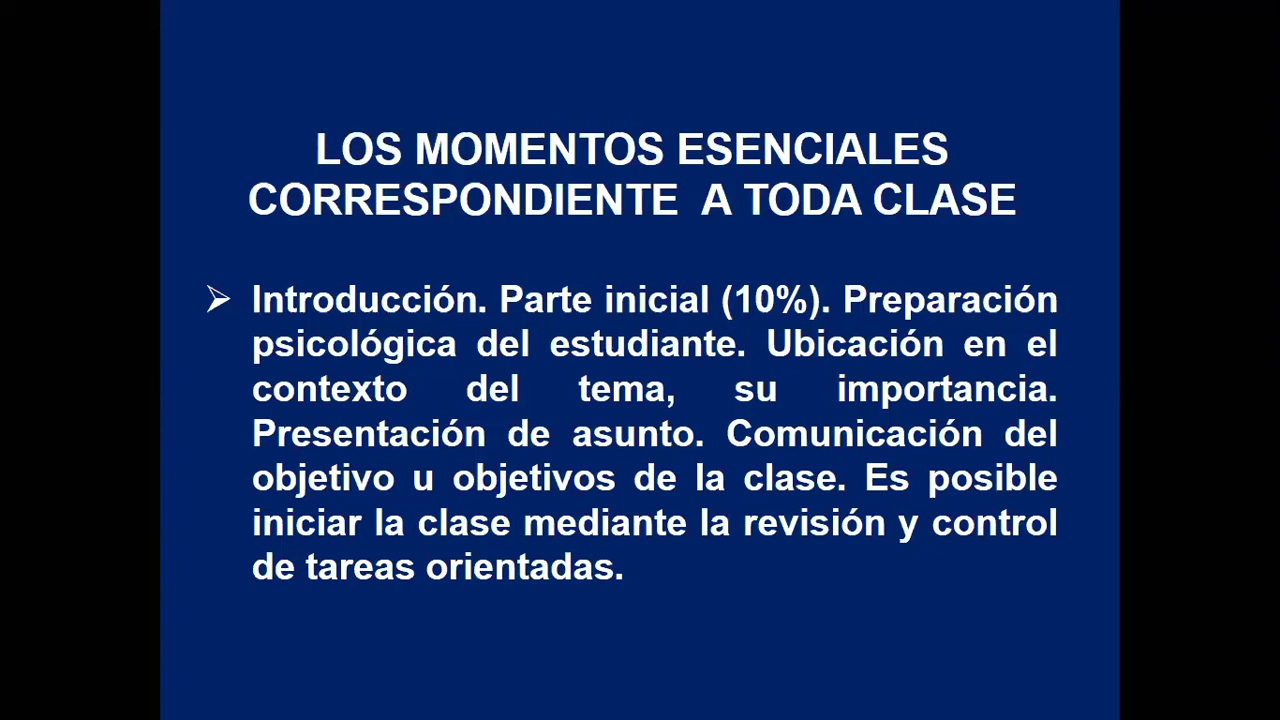 LOS MOMENTOS ESENCIALES
CORRESPONDIENTE A TODA CLASE
➢ Introducción. Parte inicial (10%). Preparación
psicológica del estudiante. Ubicación en el
contexto del tema, su importancia.
Presentación de asunto. Comunicación del
objetivo u objetivos de la clase. Es posible
iniciar la clase mediante la revisión y control
de tareas orientadas.